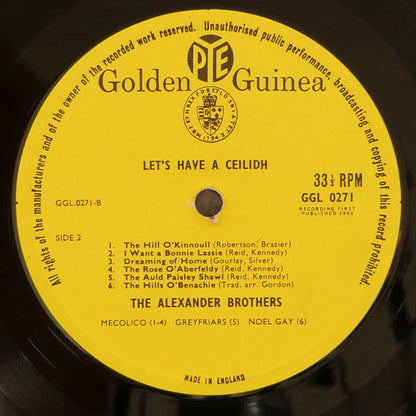 All rights of the manufacturers and of the owner of the recorded work reserved. Unauthorised public performance, broadcasting and copying of this record prohibited.
PYE
Golden Guinea
LET'S HAVE A CEILIDH
33⅓ RPM
GGL 0271
RECORDING FIRST
PUBLISHED 1964
GGL.0271-B
SIDE 2
1. The Hill O'Kinnoull (Robertson, Brazier)
2. I Want a Bonnie Lassie (Reid, Kennedy)
3. Dreaming of Home (Gourlay, Silver)
4. The Rose O'Aberfeldy (Reid, Kennedy)
5. The Auld Paisley Shawl (Reid, Kennedy)
6. The Hills O'Benachie (Trad. arr Gordon)
THE ALEXANDER BROTHERS
MECOLICO (1-4) GREYFRIARS (5) NOEL GAY (6)
MADE IN ENGLAND